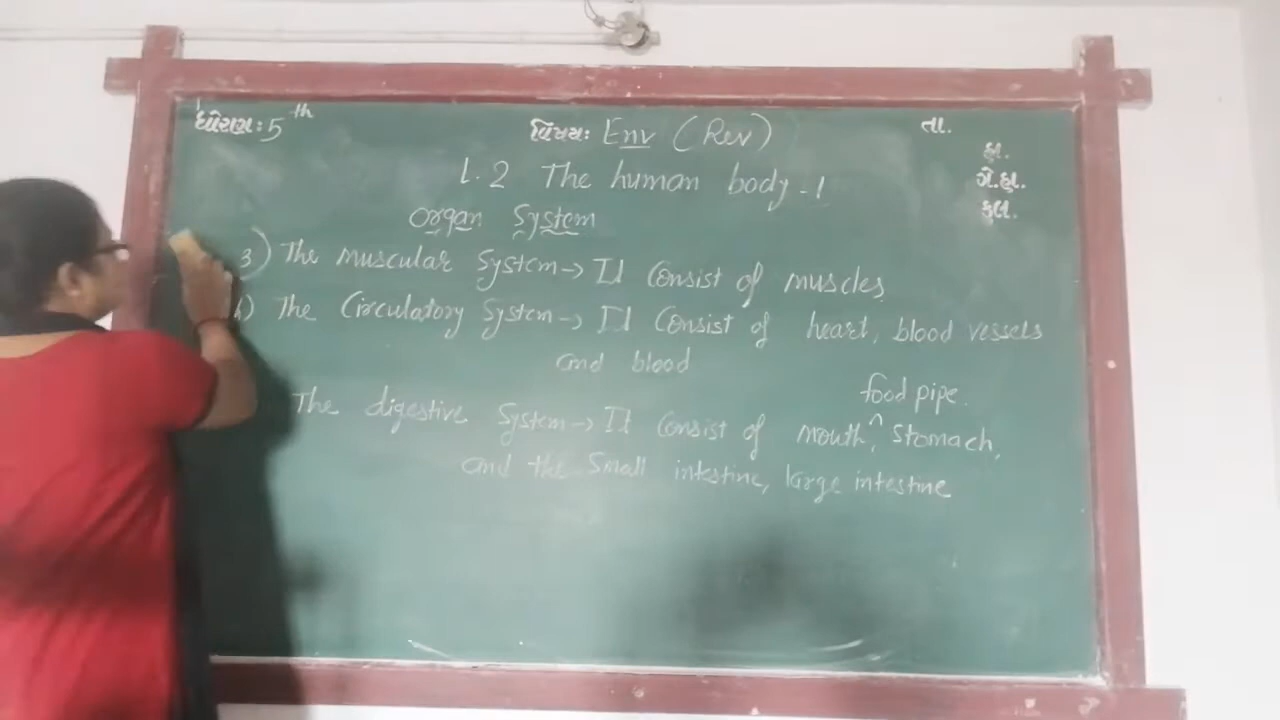 ધોરણ: 5th વિષય: Env (Rev) તા.
હા.
ગે.હા.
કુલ.
L.2 The human body-1
Organ System
3) The muscular System → It Consist of muscles
4) The Circulatory System → It Consist of heart, blood vessels
and blood
food pipe.
The digestive System → It Consist of mouth, ^ Stomach,
and the Small intestine, large intestine